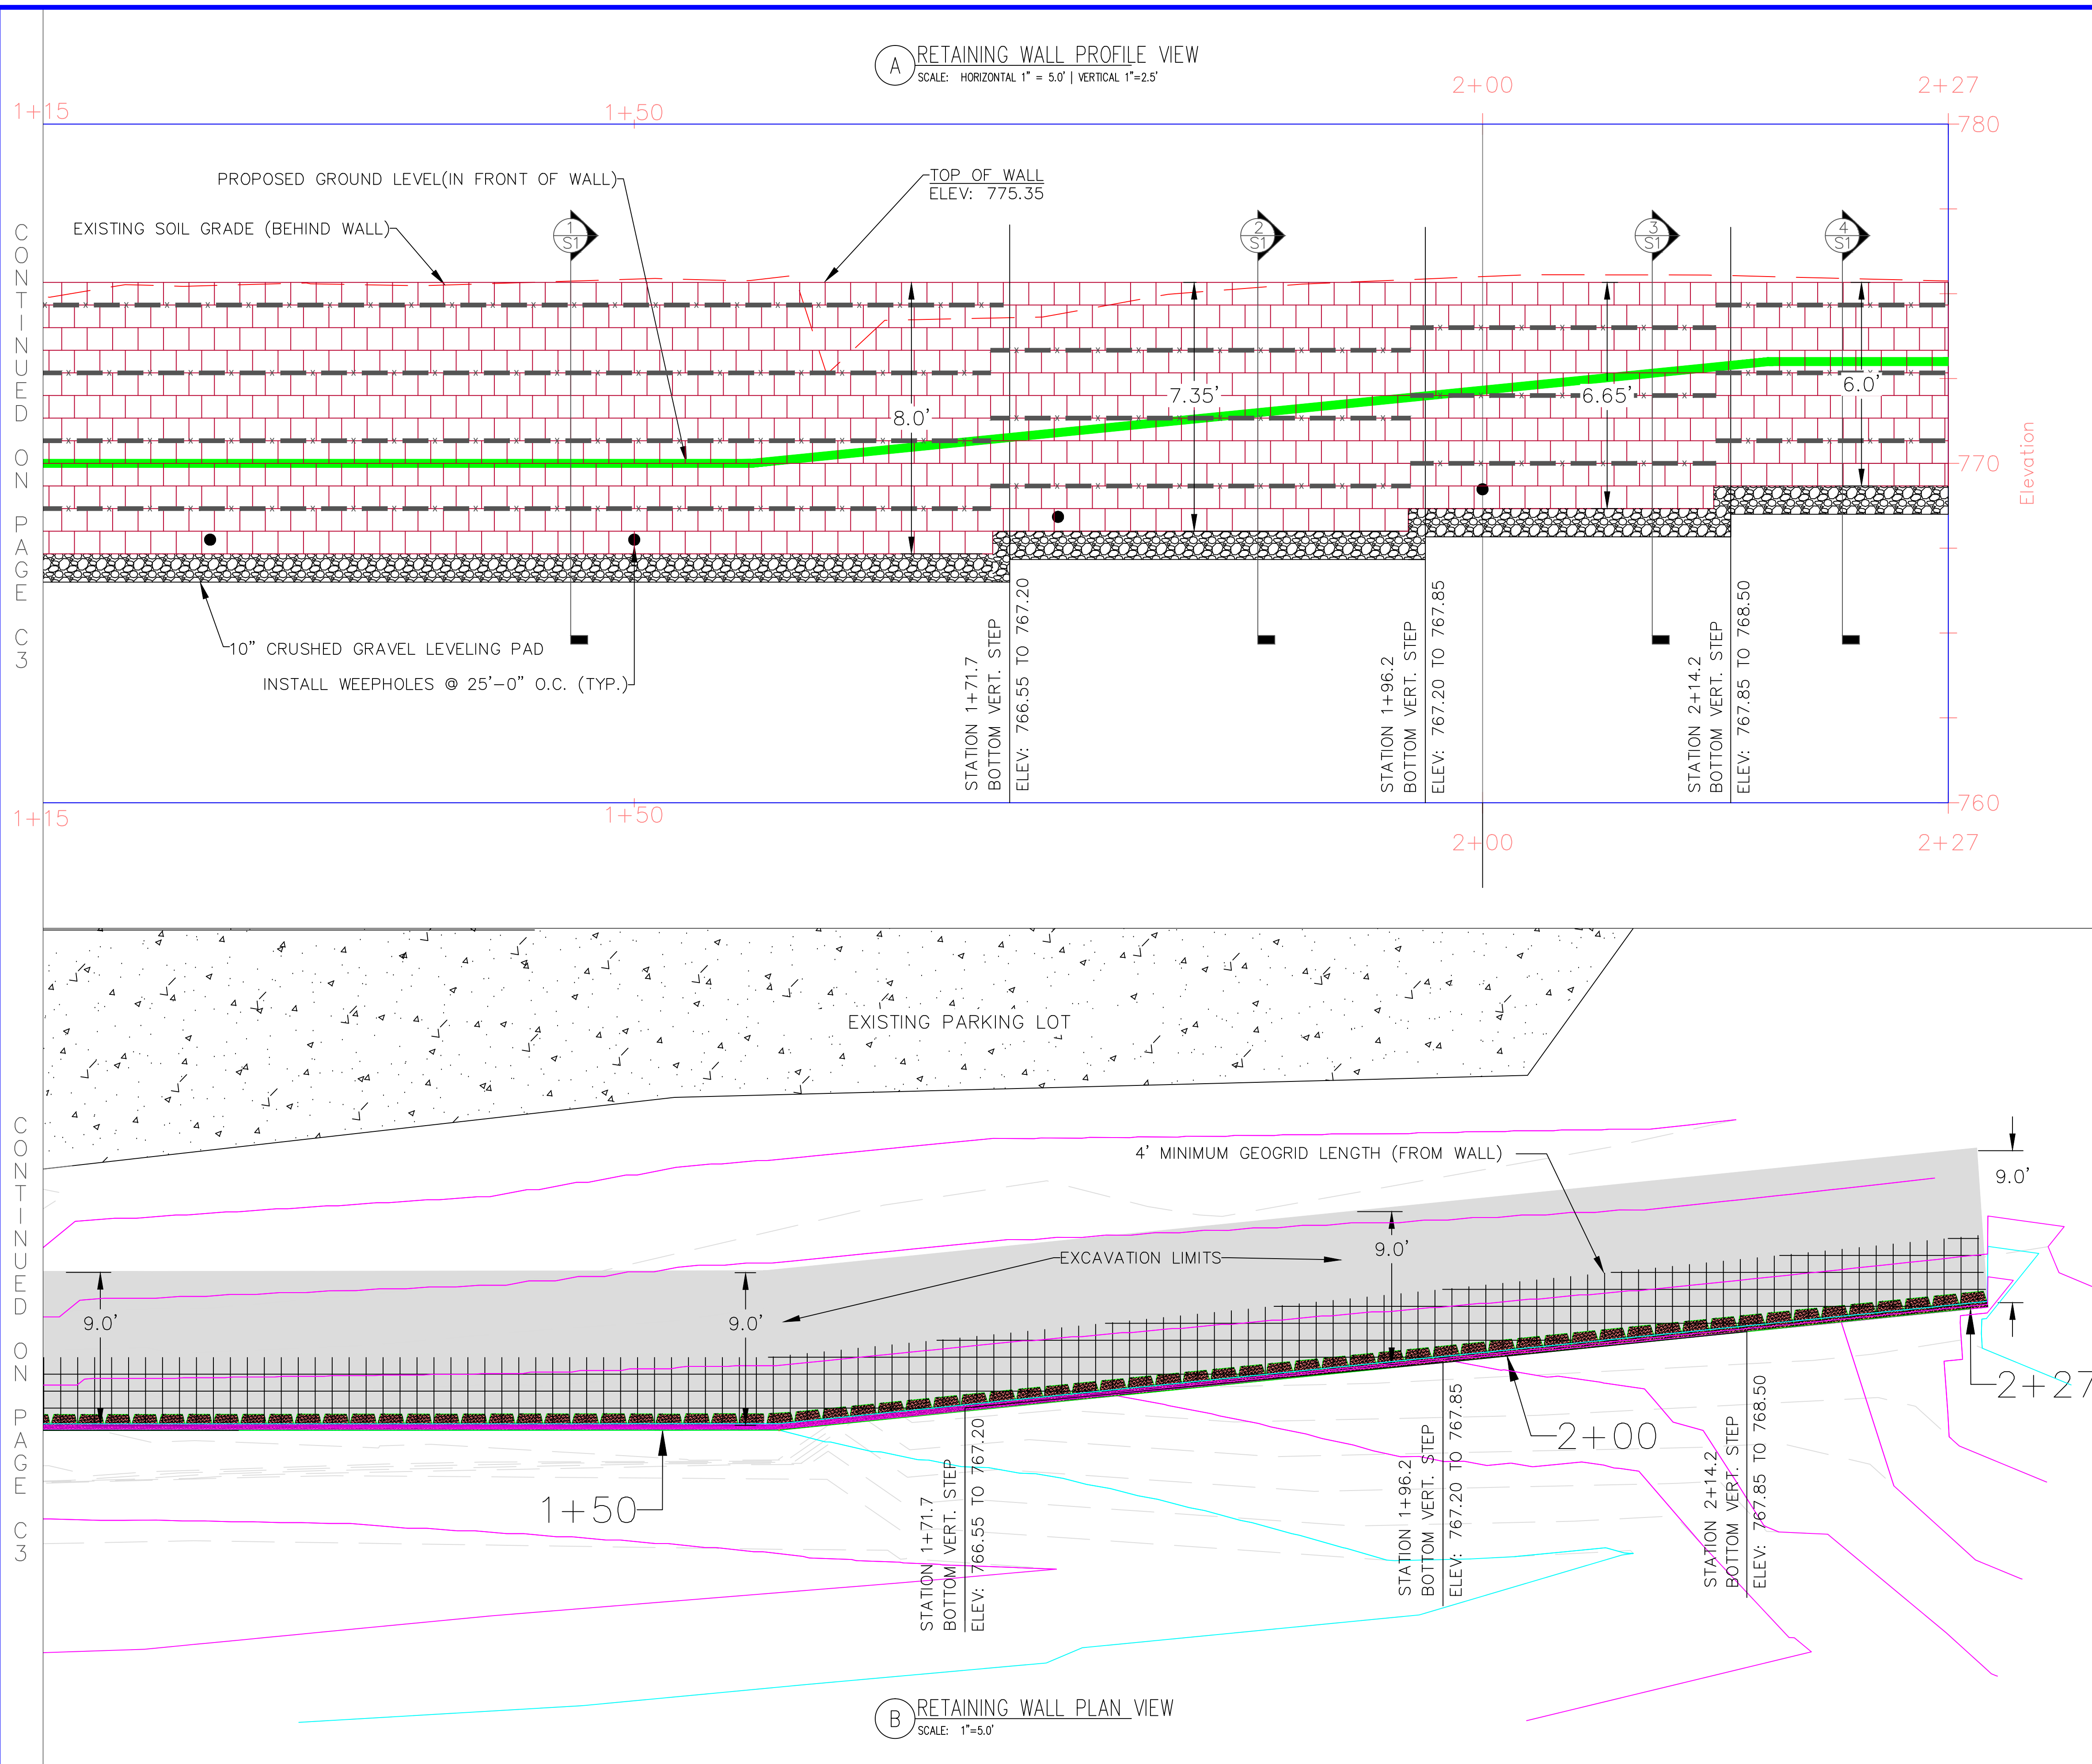 A RETAINING WALL PROFILE VIEW
SCALE: HORIZONTAL 1" = 5.0' | VERTICAL 1"=2.5'
1+15
1+50
2+00
2+27
780
PROPOSED GROUND LEVEL(IN FRONT OF WALL)
TOP OF WALL
ELEV: 775.35
EXISTING SOIL GRADE (BEHIND WALL)
1
S1
2
S1
3
S1
4
S1
CONTINUED ON PAGE C3
8.0'
7.35'
6.65'
6.0'
770
Elevation
10" CRUSHED GRAVEL LEVELING PAD
INSTALL WEEPHOLES @ 25'-0" O.C. (TYP.)
STATION 1+71.7
BOTTOM VERT. STEP
ELEV: 766.55 TO 767.20
STATION 1+96.2
BOTTOM VERT. STEP
ELEV: 767.20 TO 767.85
STATION 2+14.2
BOTTOM VERT. STEP
ELEV: 767.85 TO 768.50
760
1+15
1+50
2+00
2+27
EXISTING PARKING LOT
CONTINUED ON PAGE C3
4' MINIMUM GEOGRID LENGTH (FROM WALL)
9.0'
EXCAVATION LIMITS
9.0'
9.0'
9.0'
2+27
2+00
1+50
STATION 1+71.7
BOTTOM VERT. STEP
ELEV: 766.55 TO 767.20
STATION 1+96.2
BOTTOM VERT. STEP
ELEV: 767.20 TO 767.85
STATION 2+14.2
BOTTOM VERT. STEP
ELEV: 767.85 TO 768.50
B RETAINING WALL PLAN VIEW
SCALE: 1"=5.0'